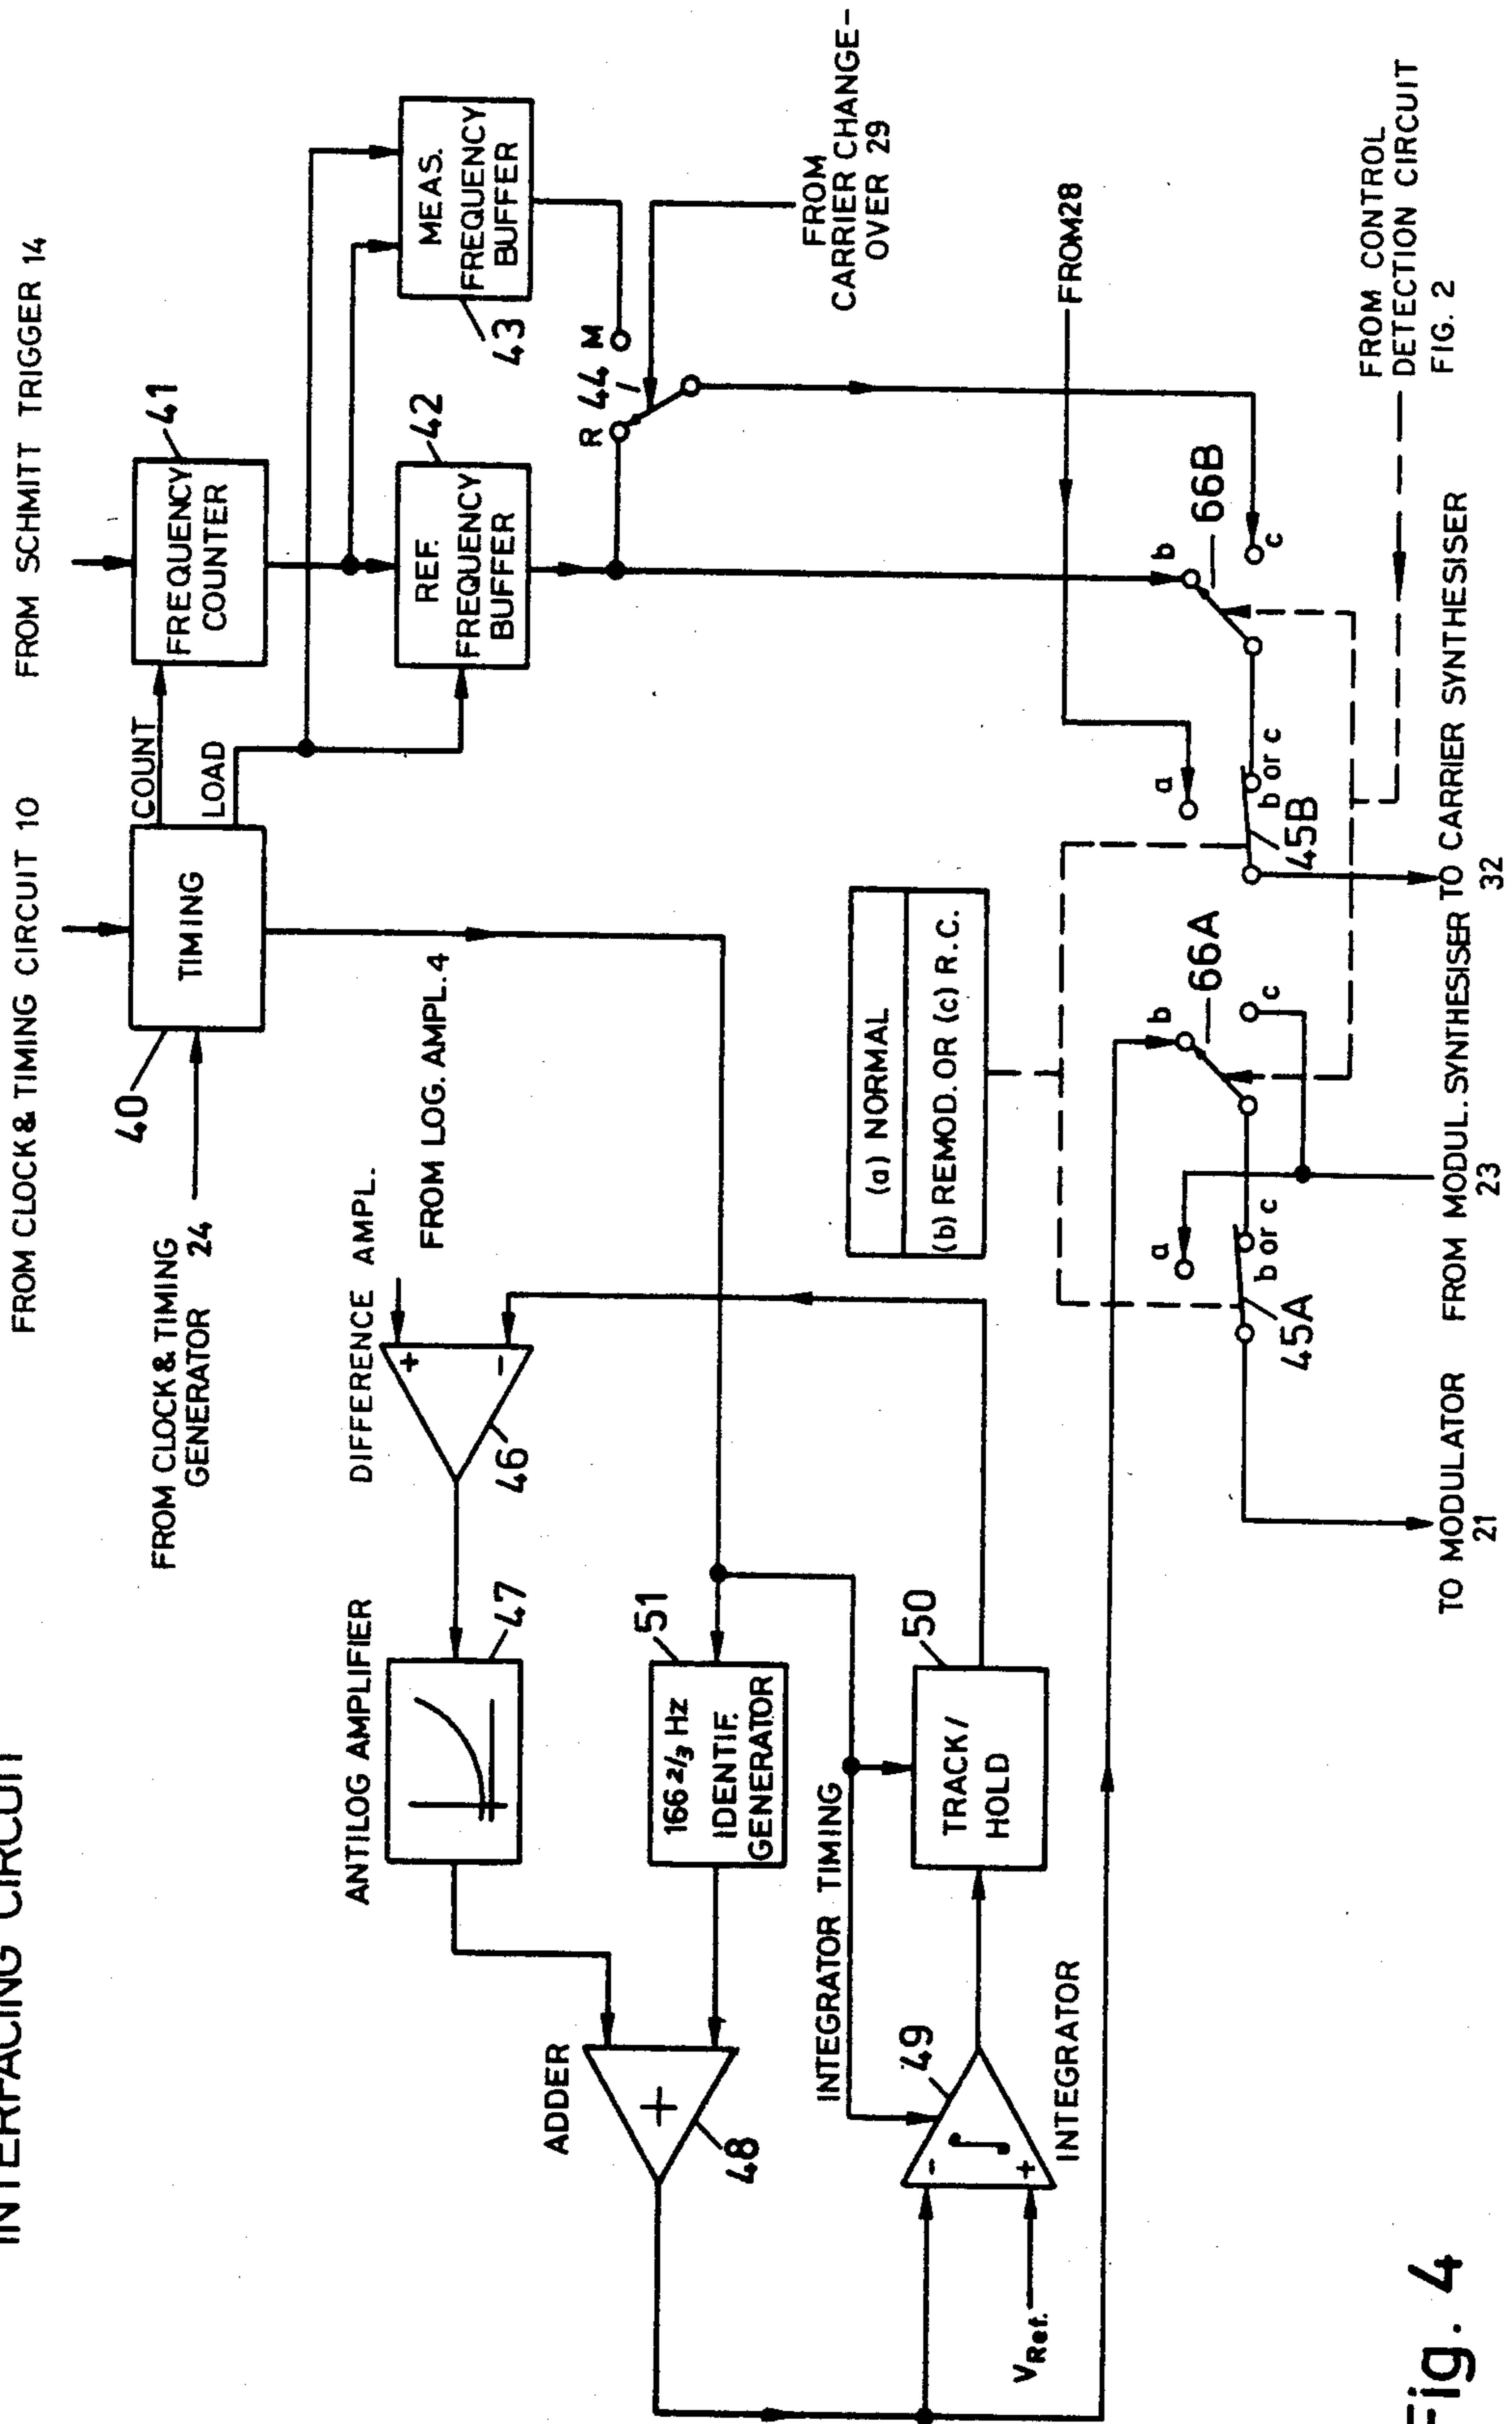 INTERFACING CIRCUIT
FROM CLOCK & TIMING CIRCUIT 10
FROM SCHMITT TRIGGER 14
FROM CLOCK & TIMING
GENERATOR 24
40
TIMING
COUNT
LOAD
FREQUENCY
COUNTER
41
REF.
FREQUENCY
BUFFER
42
MEAS.
FREQUENCY
BUFFER
43
R 44 M
FROM
CARRIER CHANGE-
OVER 29
DIFFERENCE AMPL.
FROM LOG. AMPL. 4
+
-
46
ANTILOG AMPLIFIER
47
ADDER
+
48
166 2/3 Hz
IDENTIF.
GENERATOR
51
INTEGRATOR TIMING
TRACK/
HOLD
50
49
-
∫
+
INTEGRATOR
VRef.
(a) NORMAL
(b) REMOD. OR (c) R.C.
FROM 28
a
b or c
45A
b
66A
c
a
b or c
45B
b
66B
c
FROM CONTROL
DETECTION CIRCUIT
FIG. 2
TO MODULATOR
21
FROM MODUL. SYNTHESISER
23
TO CARRIER SYNTHESISER
32
Fig. 4